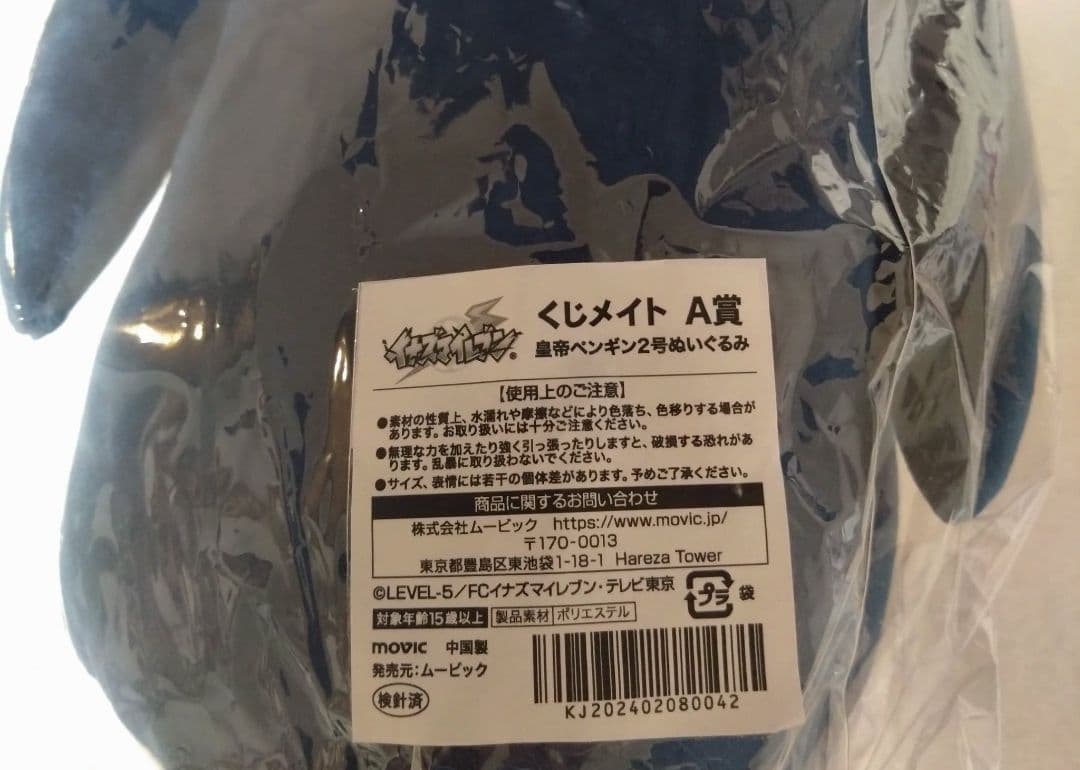 イナズマイレブン®
くじメイト A賞
皇帝ペンギン2号ぬいぐるみ
【使用上のご注意】
●素材の性質上、水濡れや摩擦などにより色落ち、色移りする場合が
あります。お取り扱いには十分ご注意ください。
●無理な力を加えたり強く引っ張ったりしますと、破損する恐れがあ
ります。乱暴に取り扱わないでください。
●サイズ、表情には若干の個体差があります。予めご了承ください。
商品に関するお問い合わせ
株式会社ムービック https://www.movic.jp/
〒170-0013
東京都豊島区東池袋1-18-1 Hareza Tower
©LEVEL-5/FCイナズマイレブン・テレビ東京
プラ 袋
対象年齢15歳以上 製品素材 ポリエステル
movic 中国製
発売元:ムービック
検針済
KJ202402080042